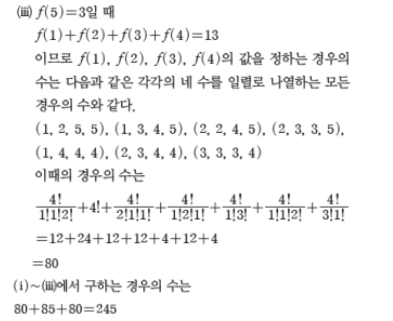 (ⅲ) f(5)=3일 때
f(1)+f(2)+f(3)+f(4)=13
이므로 f(1), f(2), f(3), f(4)의 값을 정하는 경우의
수는 다음과 같은 각각의 네 수를 일렬로 나열하는 모든
경우의 수와 같다.
(1, 2, 5, 5), (1, 3, 4, 5), (2, 2, 4, 5), (2, 3, 3, 5),
(1, 4, 4, 4), (2, 3, 4, 4), (3, 3, 3, 4)
이때의 경우의 수는
4!/1!1!2!+4!+4!/2!1!1!+4!/1!2!1!+4!/1!3!+4!/1!1!2!+4!/3!1!
=12+24+12+12+4+12+4
=80
(ⅰ)~(ⅲ)에서 구하는 경우의 수는
80+85+80=245